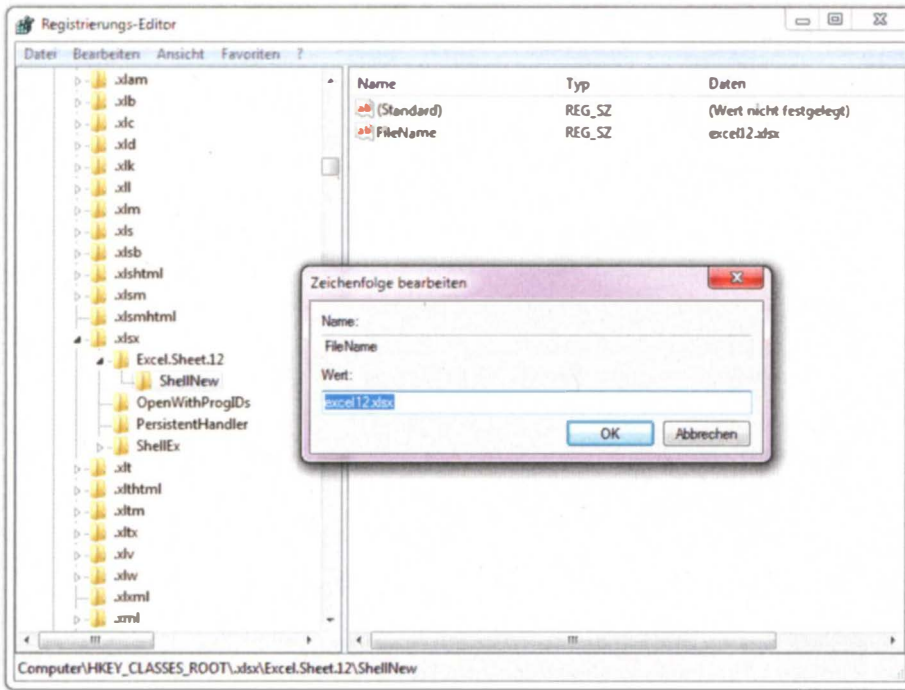 Registrierungs-Editor
Datei Bearbeiten Ansicht Favoriten ?
.xlam
.xlb
.xlc
.xld
.xlk
.xll
.xlm
.xls
.xlsb
.xlshtml
.xlsm
.xlsmhtml
.xlsx
Excel.Sheet.12
ShellNew
OpenWithProgIDs
PersistentHandler
ShellEx
.xlt
.xlthtml
.xltm
.xltx
.xlv
.xlw
.xlxml
.xml
Name Typ Daten
(Standard) REG_SZ (Wert nicht festgelegt)
FileName REG_SZ excel12.xlsx
Zeichenfolge bearbeiten
Name:
FileName
Wert:
excel12.xlsx
OK Abbrechen
Computer\HKEY_CLASSES_ROOT\.xlsx\Excel.Sheet.12\ShellNew